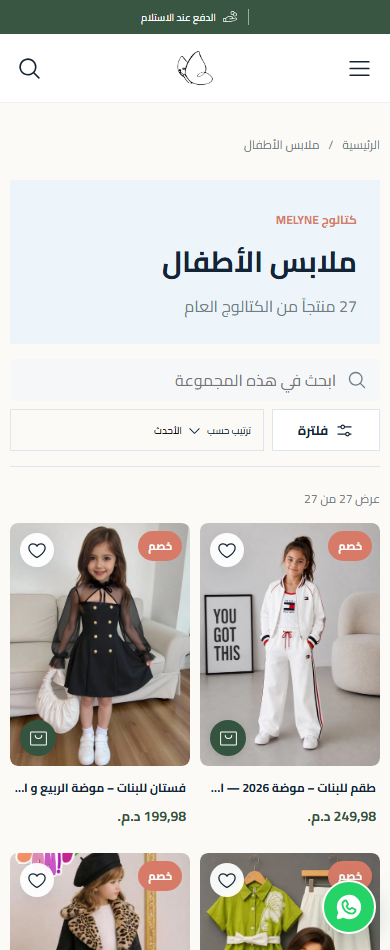 الدفع عند الاستلام
الرئيسية / ملابس الأطفال
كتالوج MELYNE
ملابس الأطفال
27 منتجاً من الكتالوج العام
ابحث في هذه المجموعة
فلترة
ترتيب حسب الأحدث
عرض 27 من 27
خصم
خصم
YOU
GOT
THIS
طقم للبنات – موضة 2026 — ا...
فستان للبنات – موضة الربيع و ا...
249,98 د.م.
199,98 د.م.
خصم
خصم